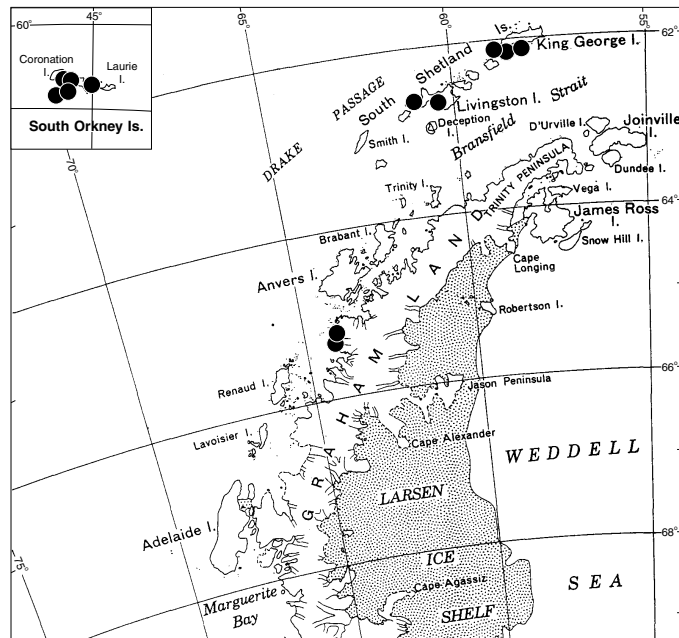 60°
45°
Coronation
I.
Laurie
I.
South Orkney Is.
65°
60°
62°
South Shetland Is.
King George I.
PASSAGE
DRAKE
Livingston I.
Strait
Bransfield
Deception
I.
Smith I.
D'Urville I.
Joinville
I.
Dundee I.
TRINITY PENINSULA
Trinity I.
Vega I.
70°
James Ross
I.
64°
Snow Hill I.
Brabant I.
Cape
Longing
Anvers I.
GRAHAM LAND
Robertson I.
66°
Renaud I.
Jason Peninsula
Lavoisier I.
Cape Alexander
WEDDELL
LARSEN
Adelaide I.
68°
75°
ICE
SEA
Cape Agassiz
Marguerite
Bay
SHELF
55°